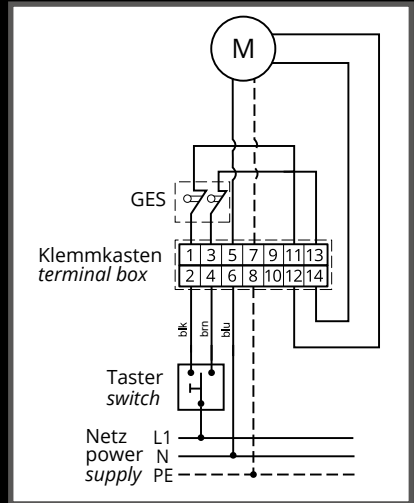 M
GES
Klemmkasten
terminal box
1 3 5 7 9 11 13
2 4 6 8 10 12 14
blk brn blu
Taster
switch
Netz L1
power N
supply PE